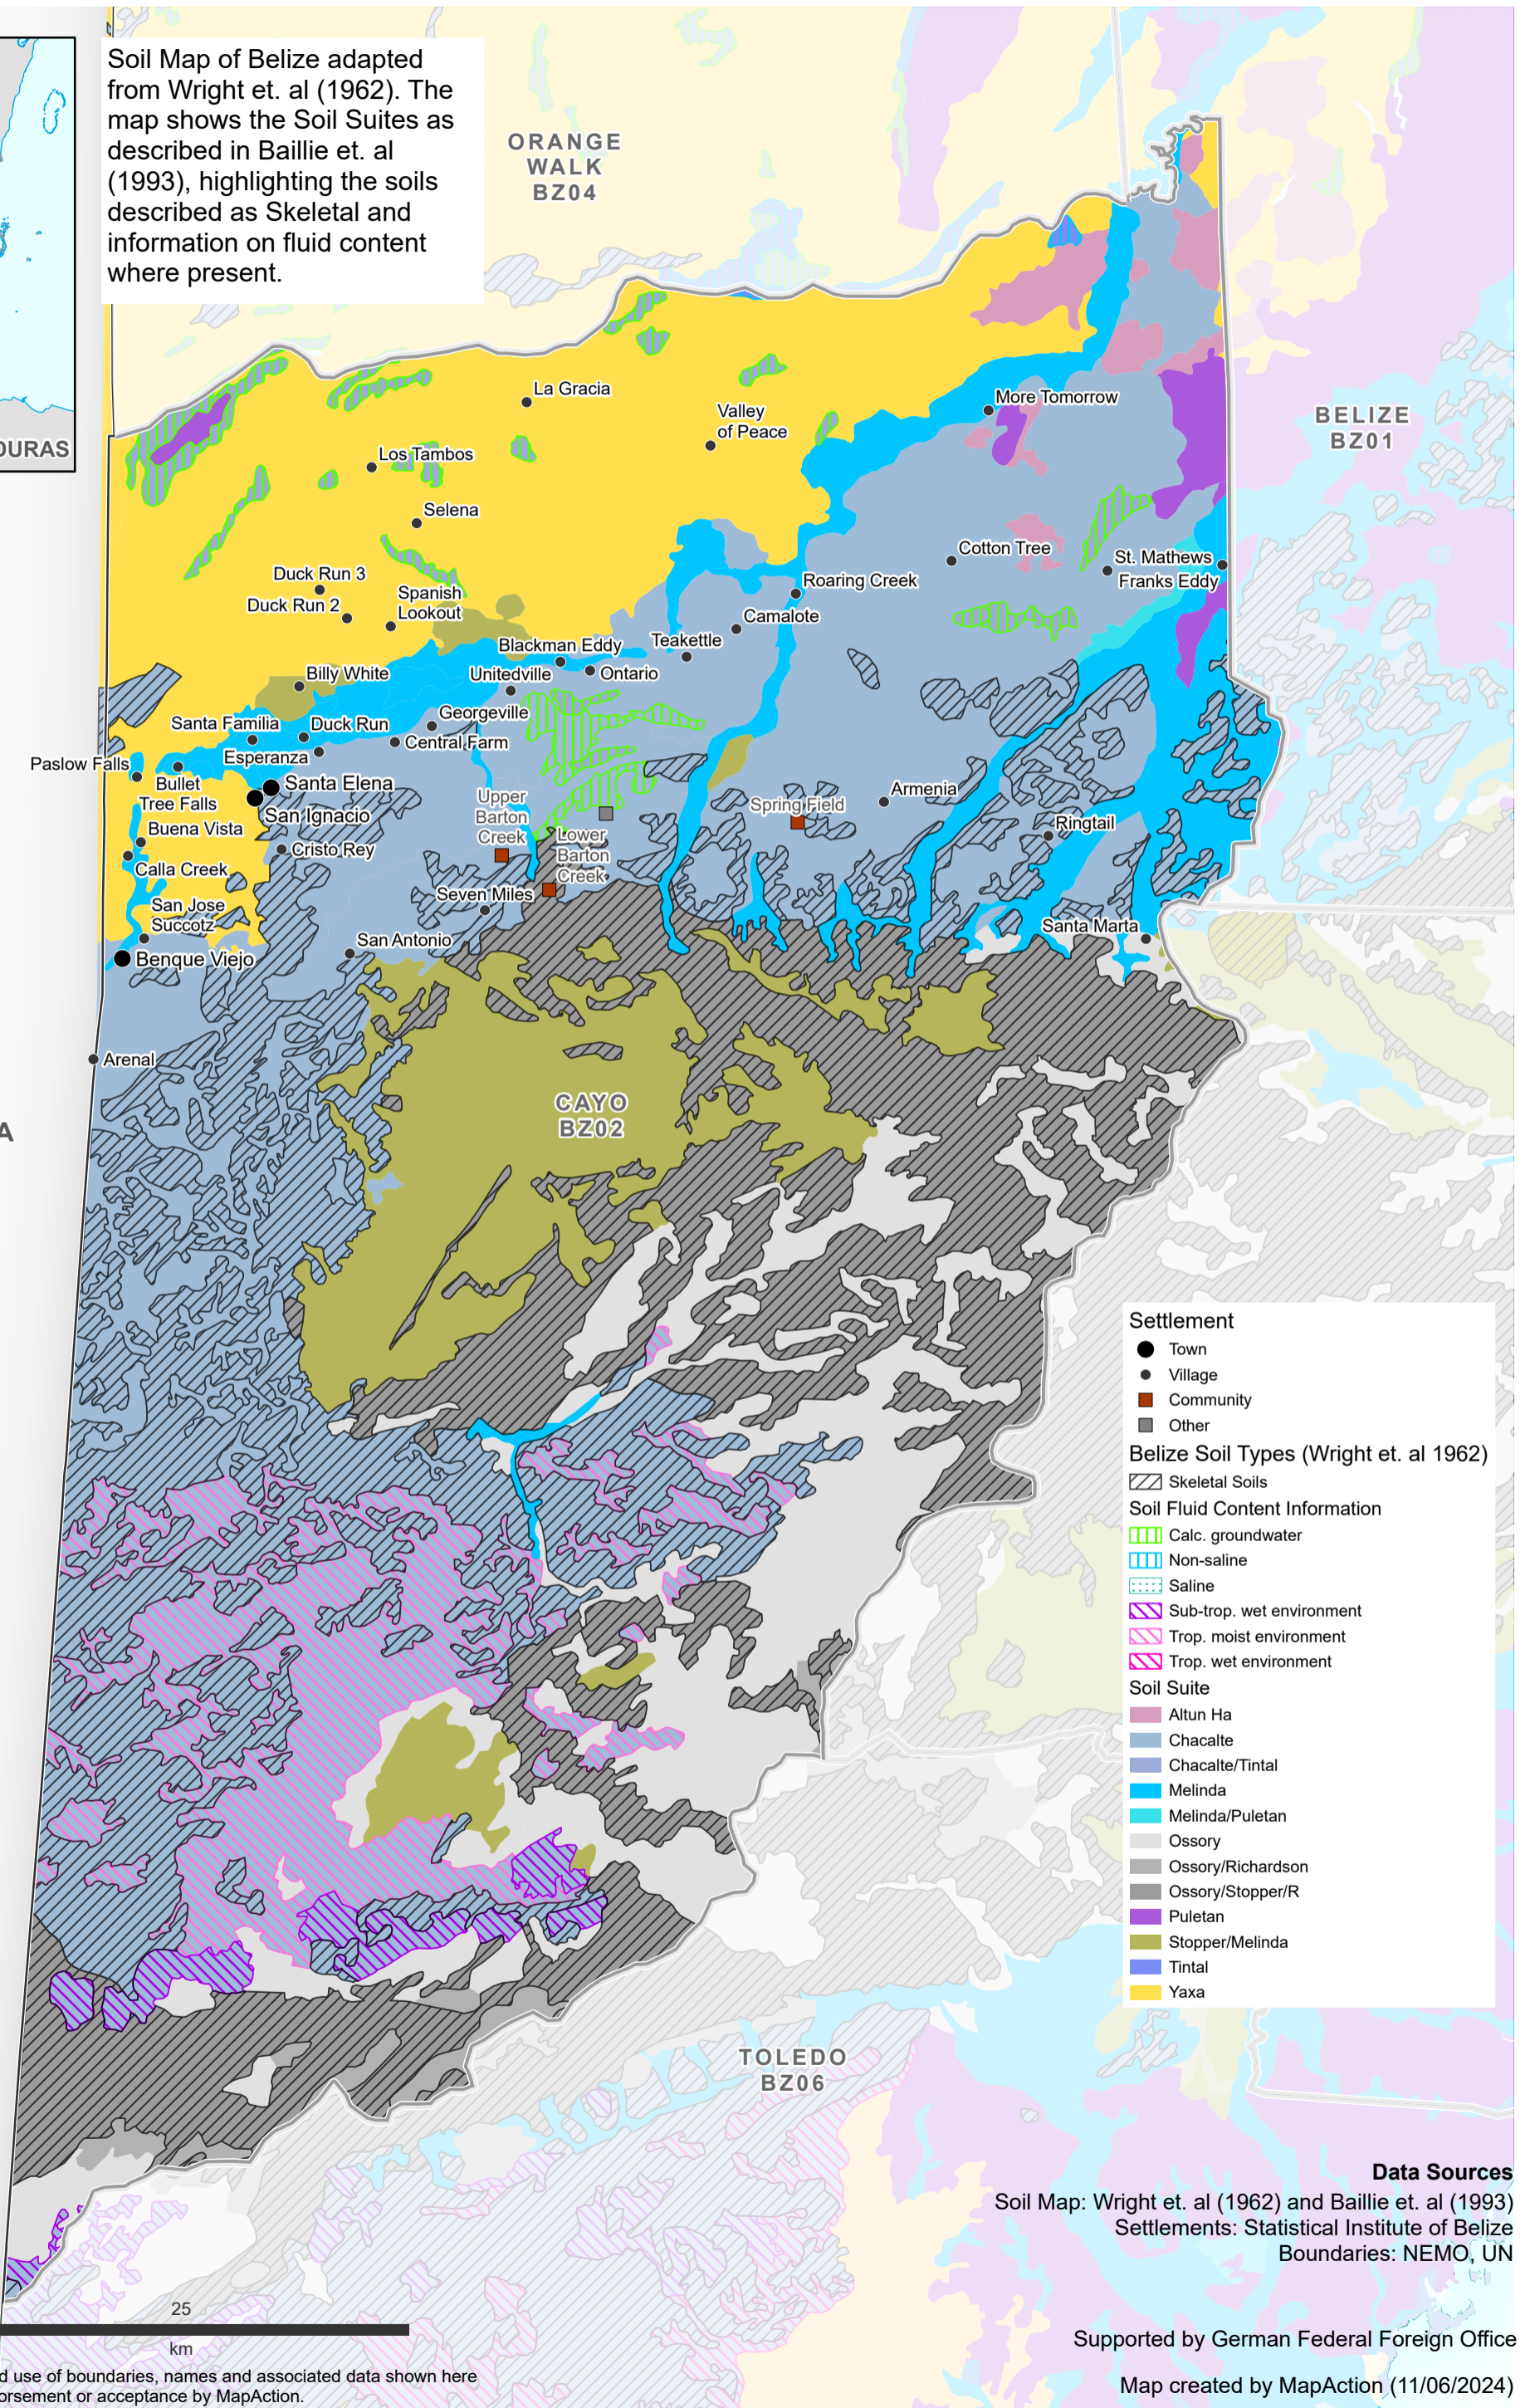 Soil Map of Belize adapted
from Wright et. al (1962). The
map shows the Soil Suites as
described in Baillie et. al
(1993), highlighting the soils
described as Skeletal and
information on fluid content
where present.
ORANGE
WALK
BZ04
BELIZE
BZ01
DURAS
La Gracia
More Tomorrow
Valley
of Peace
Los Tambos
Selena
Cotton Tree
St. Mathews
Franks Eddy
Duck Run 3
Roaring Creek
Spanish
Lookout
Duck Run 2
Camalote
Teakettle
Blackman Eddy
Ontario
Billy White
Unitedville
Georgeville
Santa Familia
Duck Run
Central Farm
Esperanza
Paslow Falls
Bullet
Tree Falls
Santa Elena
San Ignacio
Upper
Barton
Creek
Spring Field
Armenia
Ringtail
Buena Vista
Lower
Barton
Creek
Cristo Rey
Calla Creek
Seven Miles
San Jose
Succotz
Santa Marta
San Antonio
Benque Viejo
Arenal
CAYO
BZ02
A
Settlement
Town
Village
Community
Other
Belize Soil Types (Wright et. al 1962)
Skeletal Soils
Soil Fluid Content Information
Calc. groundwater
Non-saline
Saline
Sub-trop. wet environment
Trop. moist environment
Trop. wet environment
Soil Suite
Altun Ha
Chacalte
Chacalte/Tintal
Melinda
Melinda/Puletan
Ossory
Ossory/Richardson
Ossory/Stopper/R
Puletan
Stopper/Melinda
Tintal
Yaxa
TOLEDO
BZ06
Data Sources
Soil Map: Wright et. al (1962) and Baillie et. al (1993)
Settlements: Statistical Institute of Belize
Boundaries: NEMO, UN
25
km
Supported by German Federal Foreign Office
d use of boundaries, names and associated data shown here
orsement or acceptance by MapAction.
Map created by MapAction (11/06/2024)